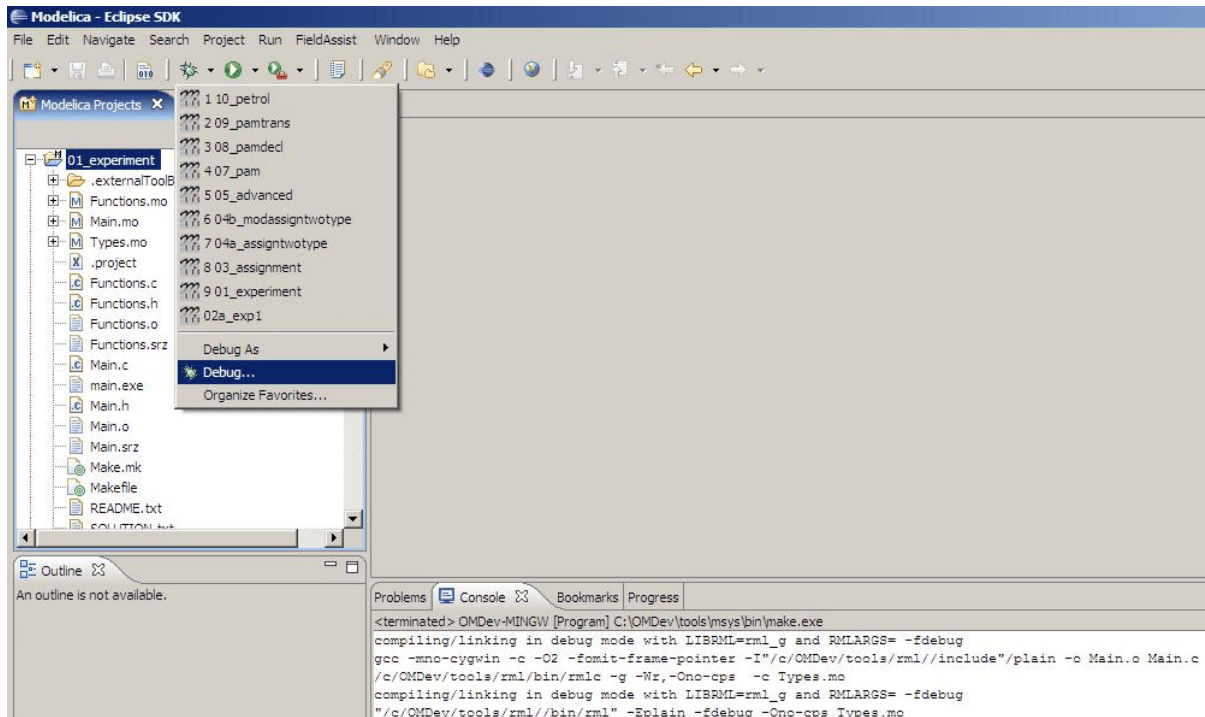 Modelica - Eclipse SDK
File Edit Navigate Search Project Run FieldAssist Window Help
Modelica Projects
1 10_petrol
2 09_pamtrans
3 08_pamdecl
4 07_pam
5 05_advanced
6 04b_modassigntwotype
7 04a_assigntwotype
8 03_assignment
9 01_experiment
02a_exp1
Debug As
Debug...
Organize Favorites...
01_experiment
.externalToolB
Functions.mo
Main.mo
Types.mo
.project
Functions.c
Functions.h
Functions.o
Functions.srz
Main.c
main.exe
Main.h
Main.o
Main.srz
Make.mk
Makefile
README.txt
SOLUTION.txt
Outline
An outline is not available.
Problems Console Bookmarks Progress
<terminated> OMDev-MINGW [Program] C:\OMDev\tools\msys\bin\make.exe
compiling/linking in debug mode with LIBRML=rml_g and RMLARGS= -fdebug
gcc -mno-cygwin -c -O2 -fomit-frame-pointer -I"/c/OMDev/tools/rml//include"/plain -o Main.o Main.c
/c/OMDev/tools/rml/bin/rmlc -g -Wr,-Ono-cps -c Types.mo
compiling/linking in debug mode with LIBRML=rml_g and RMLARGS= -fdebug
"/c/OMDev/tools/rml//bin/rml" -Eplain -fdebug -Ono-cps Types.mo